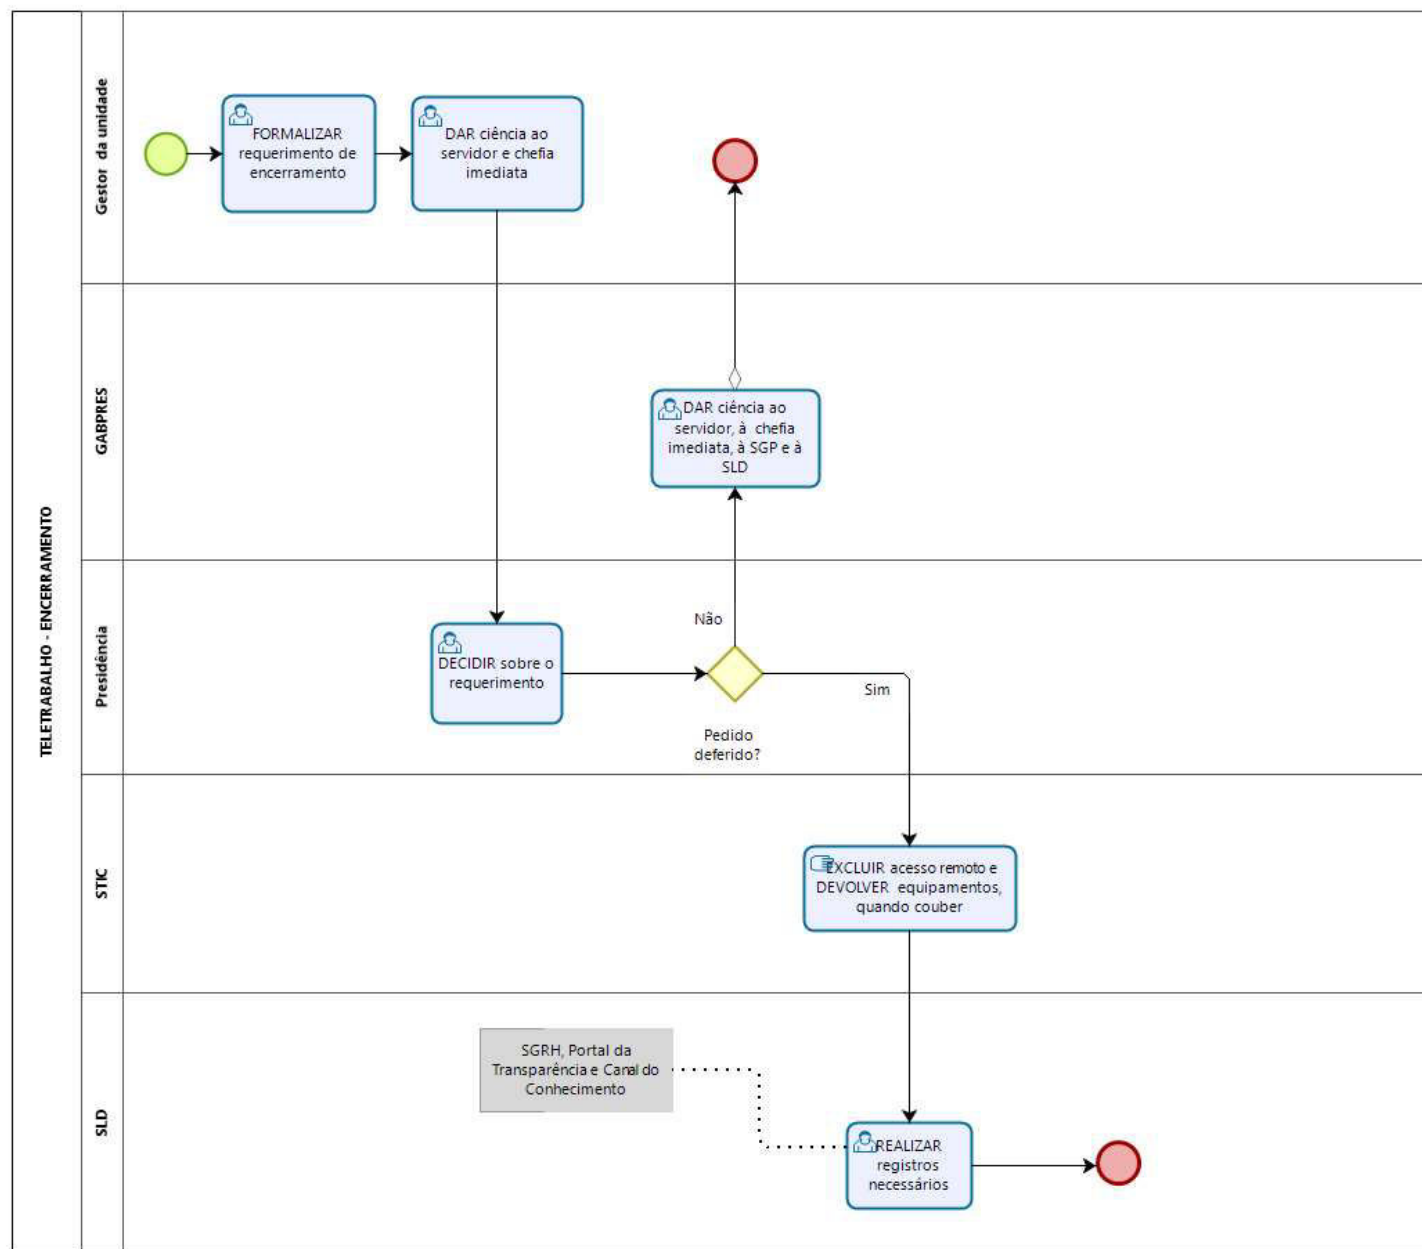 TELETRABALHO - ENCERRAMENTO
Gestor da unidade
FORMALIZAR
requerimento de
encerramento
DAR ciência ao
servidor e chefia
imediata
GABPRES
DAR ciência ao
servidor, à chefia
imediata, à SGP e à
SLD
Presidência
DECIDIR sobre o
requerimento
Não
Sim
Pedido
deferido?
STIC
EXCLUIR acesso remoto e
DEVOLVER equipamentos,
quando couber
SLD
SGRH, Portal da
Transparência e Canal do
Conhecimento
REALIZAR
registros
necessários